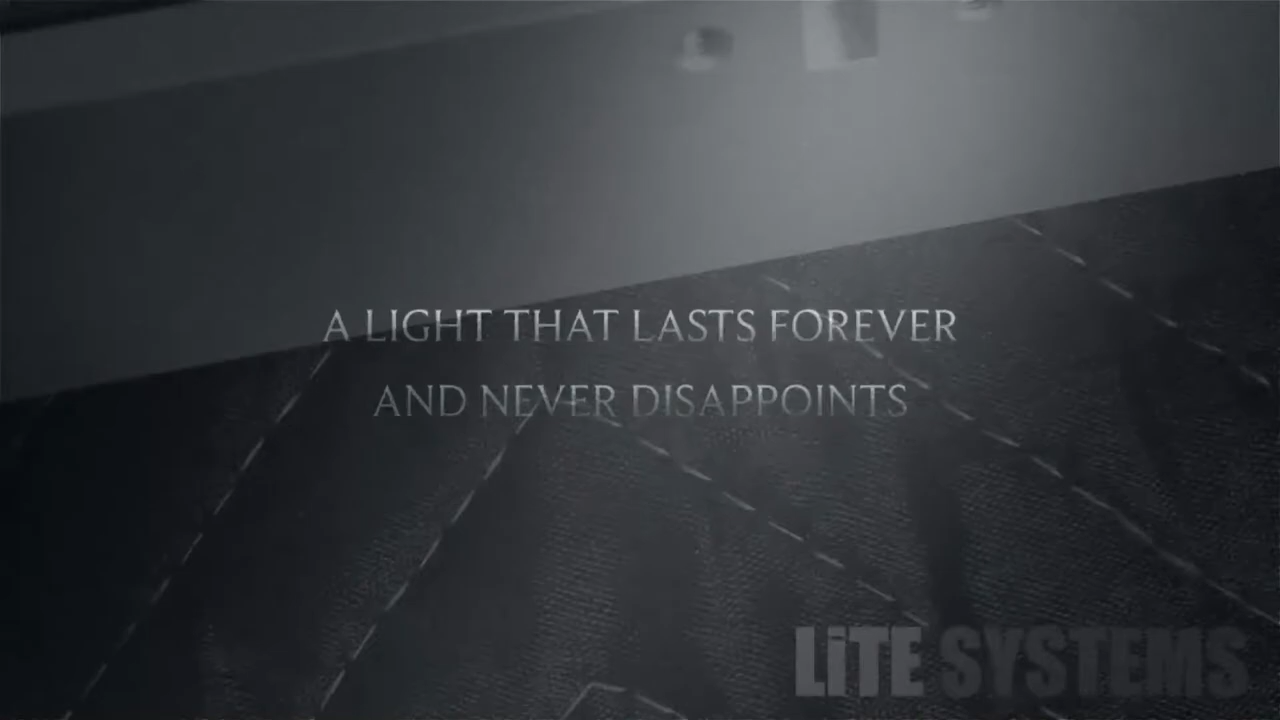 A LIGHT THAT LASTS FOREVER
AND NEVER DISAPPOINTS
LiTE SYSTEMS